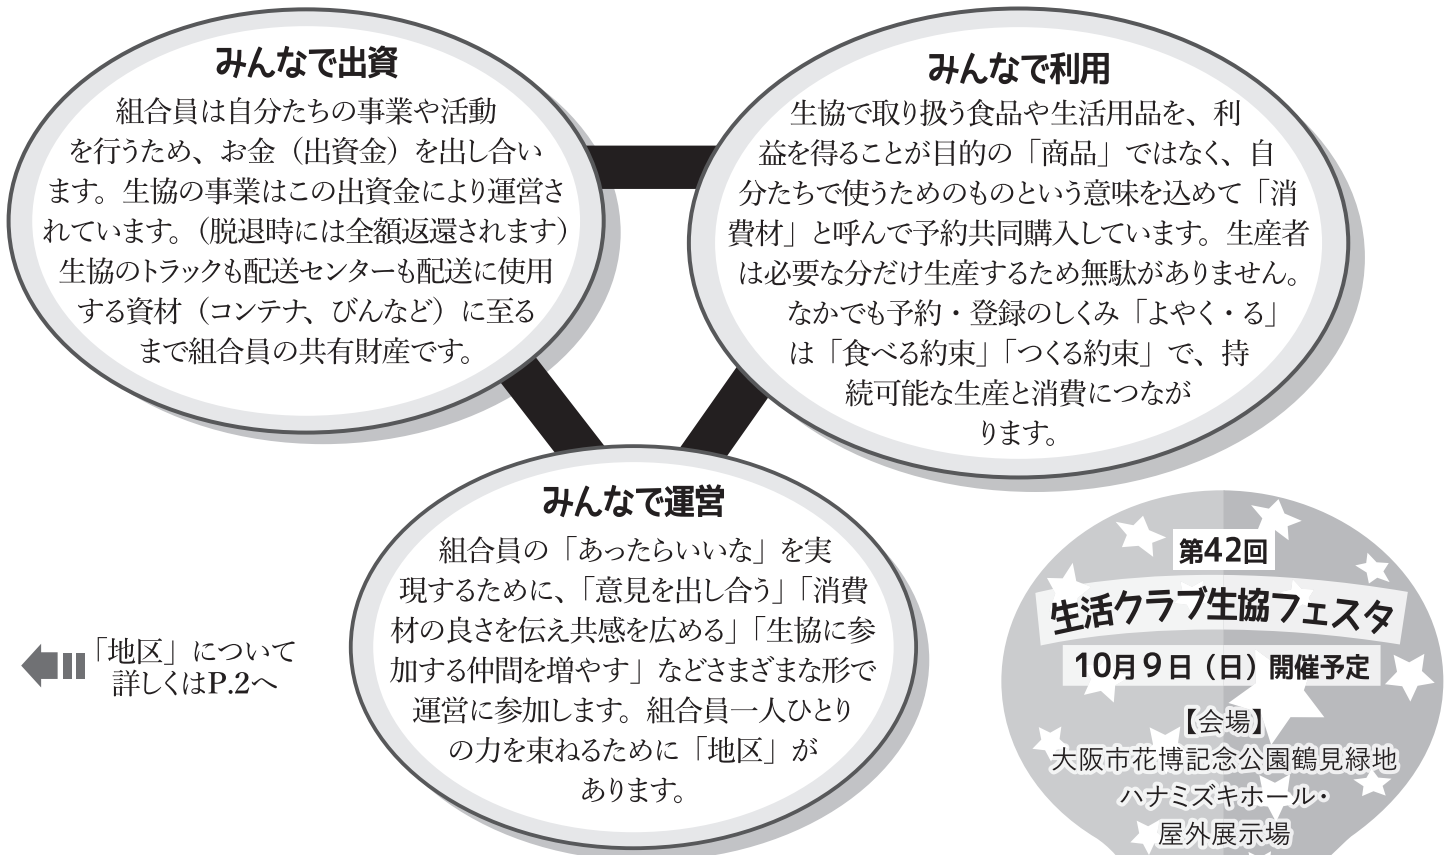 みんなで出資
組合員は自分たちの事業や活動
を行うため、お金（出資金）を出し合い
ます。生協の事業はこの出資金により運営さ
れています。（脱退時には全額返還されます）
生協のトラックも配送センターも配送に使用
する資材（コンテナ、びんなど）に至る
まで組合員の共有財産です。
みんなで利用
生協で取り扱う食品や生活用品を、利
益を得ることが目的の「商品」ではなく、自
分たちで使うためのものという意味を込めて「消
費材」と呼んで予約共同購入しています。生産者
は必要な分だけ生産するため無駄がありません。
なかでも予約・登録のしくみ「よやく・る」
は「食べる約束」「つくる約束」で、持
続可能な生産と消費につなが
ります。
みんなで運営
組合員の「あったらいいな」を実
現するために、「意見を出し合う」「消費
材の良さを伝え共感を広める」「生協に参
加する仲間を増やす」などさまざまな形で
運営に参加します。組合員一人ひとり
の力を束ねるために「地区」が
あります。
「地区」について
詳しくはP.2へ
第42回
生活クラブ生協フェスタ
10月9日（日）開催予定
【会場】
大阪市花博記念公園鶴見緑地
ハナミズキホール・
屋外展示場